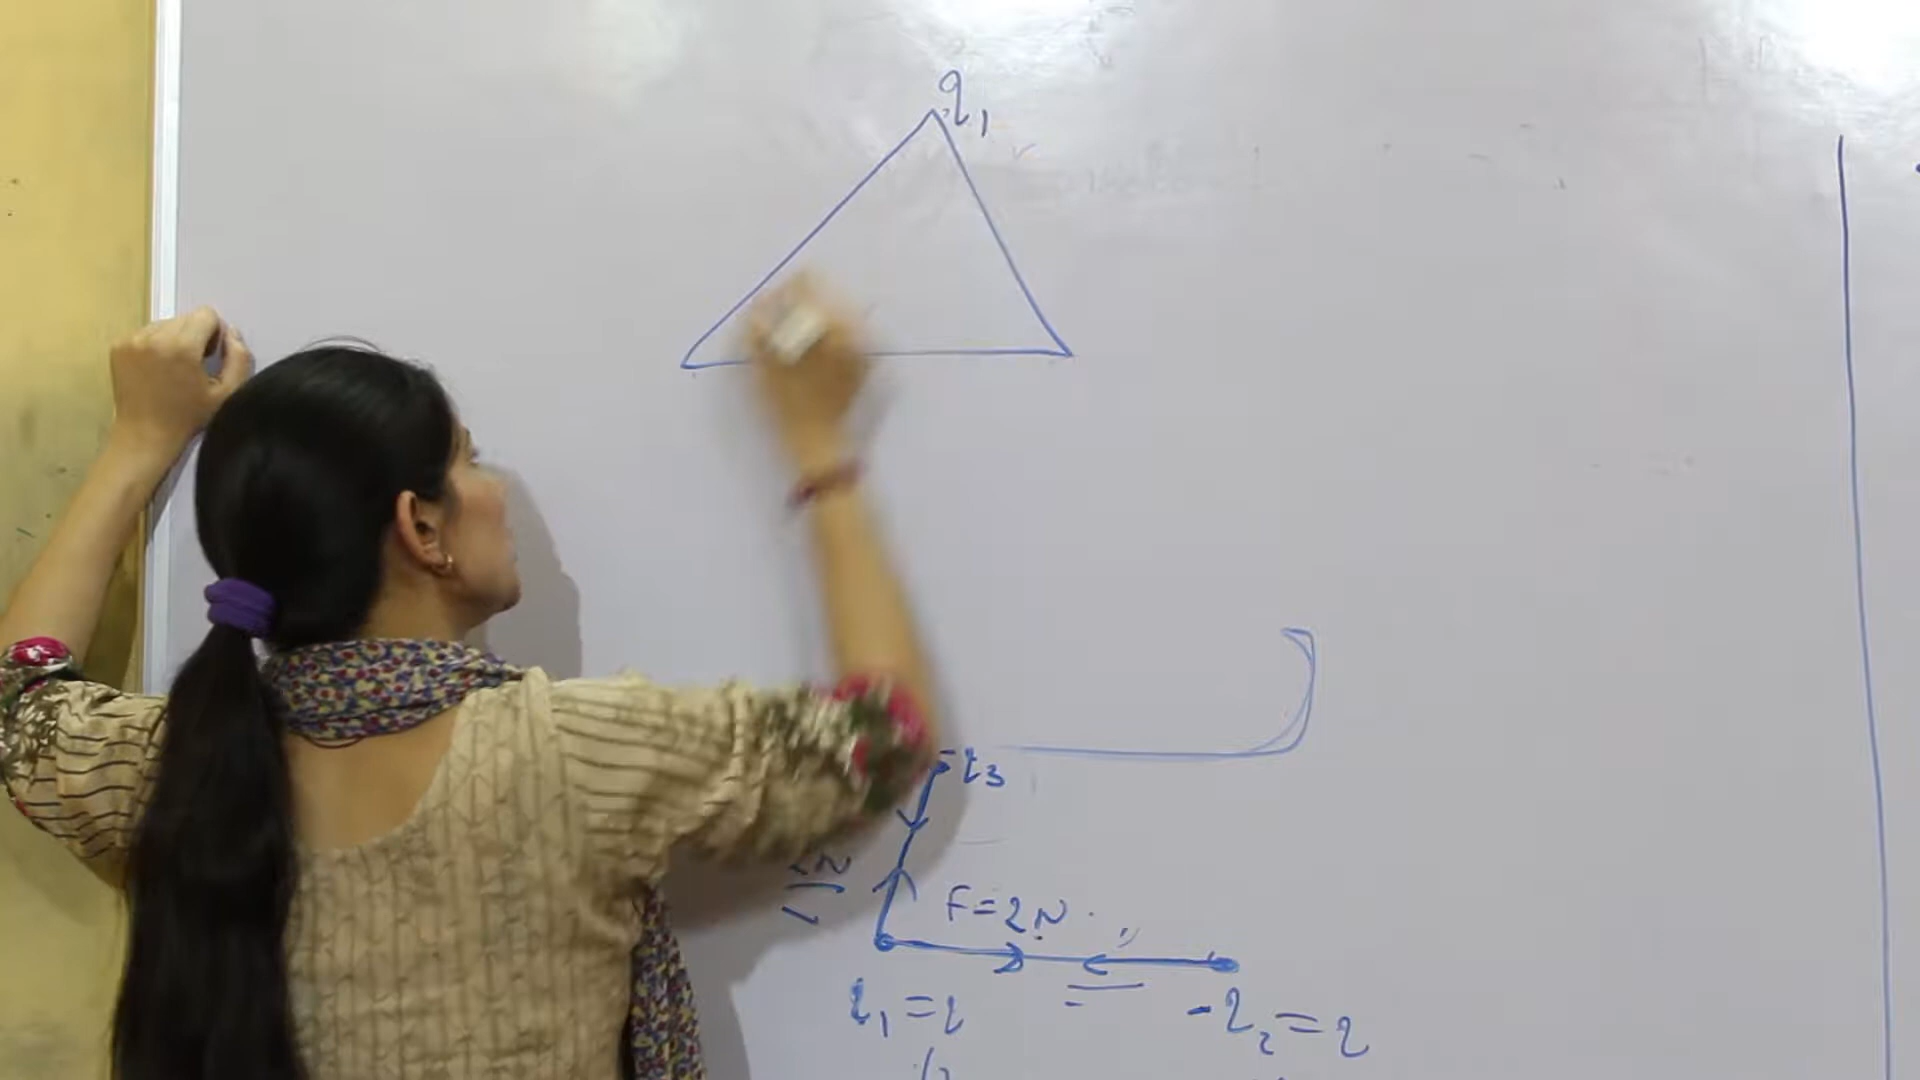 q₁
q₃
F=2N
q₁=q
-q₂=q